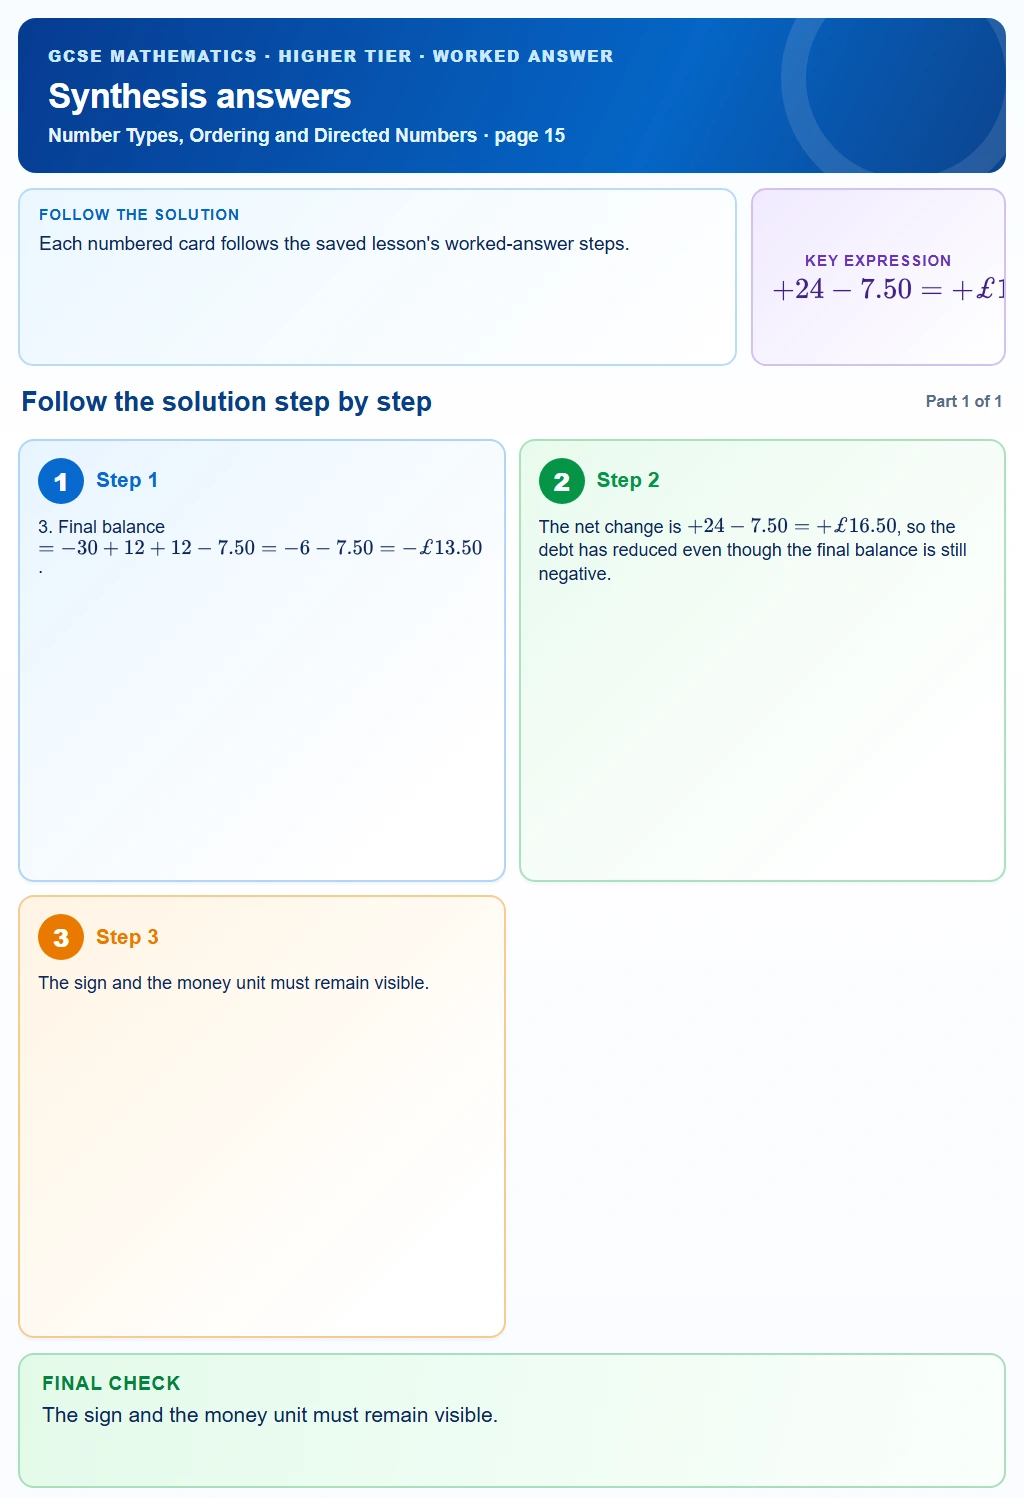 GCSE MATHEMATICS · HIGHER TIER · WORKED ANSWER
Synthesis answers
Number Types, Ordering and Directed Numbers · page 15
FOLLOW THE SOLUTION
Each numbered card follows the saved lesson's worked-answer steps.
KEY EXPRESSION
+24 − 7.50 = +£1
Follow the solution step by step
Part 1 of 1
1 Step 1
3. Final balance
= −30 + 12 + 12 − 7.50 = −6 − 7.50 = −£13.50
.
2 Step 2
The net change is +24 − 7.50 = +£16.50, so the
debt has reduced even though the final balance is still
negative.
3 Step 3
The sign and the money unit must remain visible.
FINAL CHECK
The sign and the money unit must remain visible.